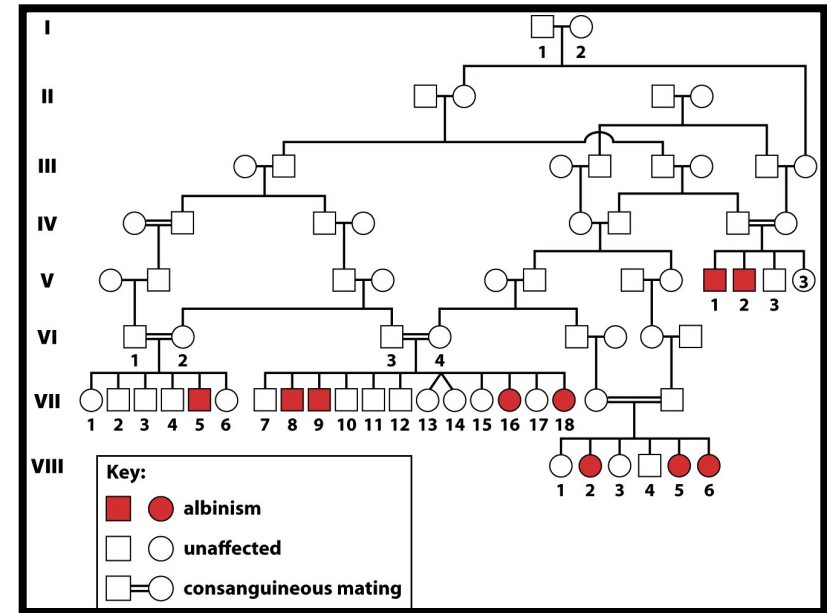 I
1 2
II
III
IV
V
1 2 3 3
VI
1 2 3 4
VII
1 2 3 4 5 6 7 8 9 10 11 12 13 14 15 16 17 18
VIII
1 2 3 4 5 6
Key:
albinism
unaffected
consanguineous mating